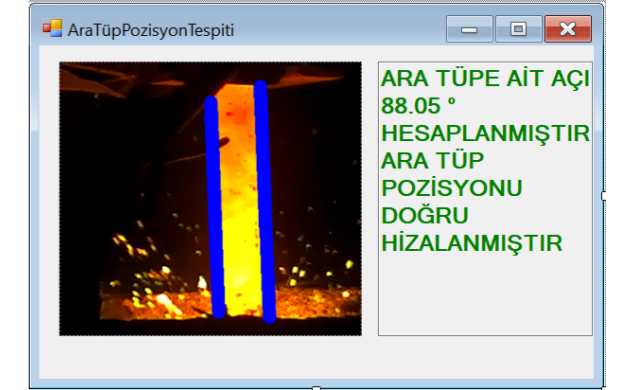 AraTüpPozisyonTespiti
ARA TÜPE AİT AÇI
88.05 º
HESAPLANMIŞTIR
ARA TÜP
POZİSYONU
DOĞRU
HİZALANMIŞTIR